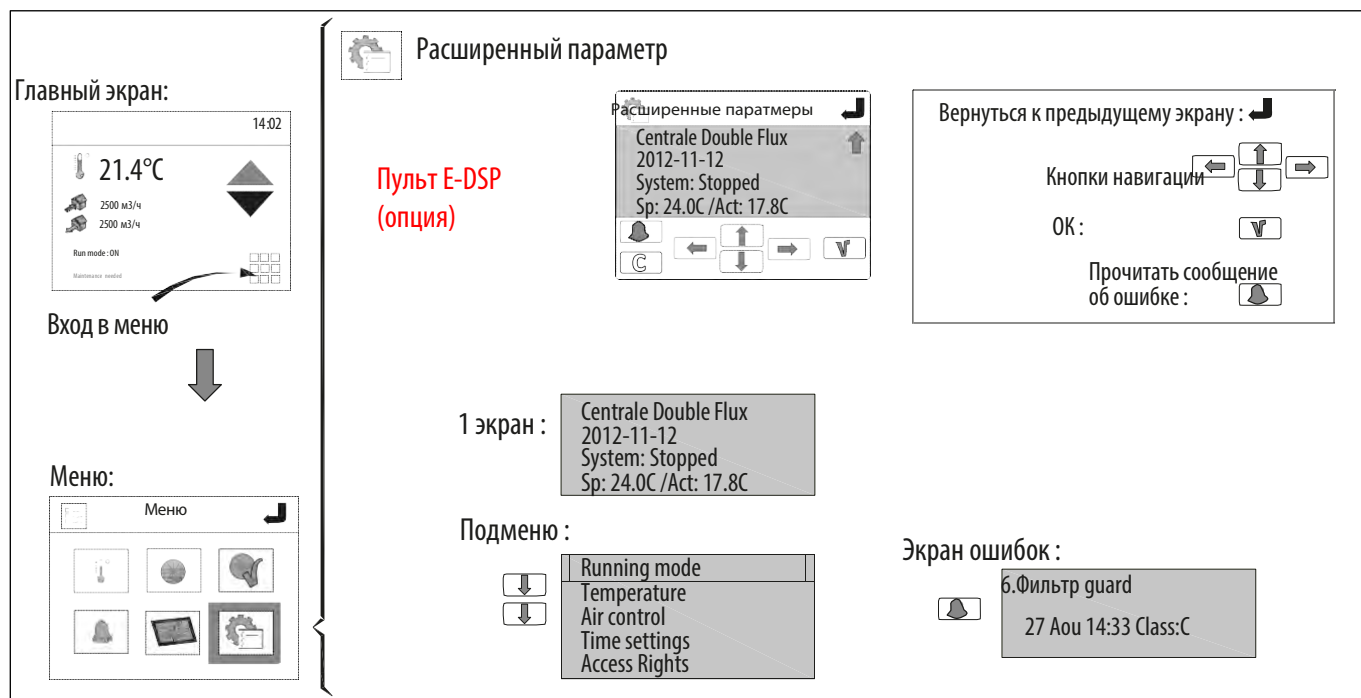 Расширенный параметр
Главный экран:
14:02
21.4°C
2500 м3/ч
2500 м3/ч
Run mode : ON
Maintenance needed
Вход в меню
Меню:
Меню
Пульт E-DSP
(опция)
Расширенные паратмеры
Centrale Double Flux
2012-11-12
System: Stopped
Sp: 24.0C /Act: 17.8C
C
Вернуться к предыдущему экрану :
Кнопки навигации
OK :
Прочитать сообщение
об ошибке :
1 экран :
Centrale Double Flux
2012-11-12
System: Stopped
Sp: 24.0C /Act: 17.8C
Подменю :
Running mode
Temperature
Air control
Time settings
Access Rights
Экран ошибок :
6.Фильтр guard
27 Aou 14:33 Class:C